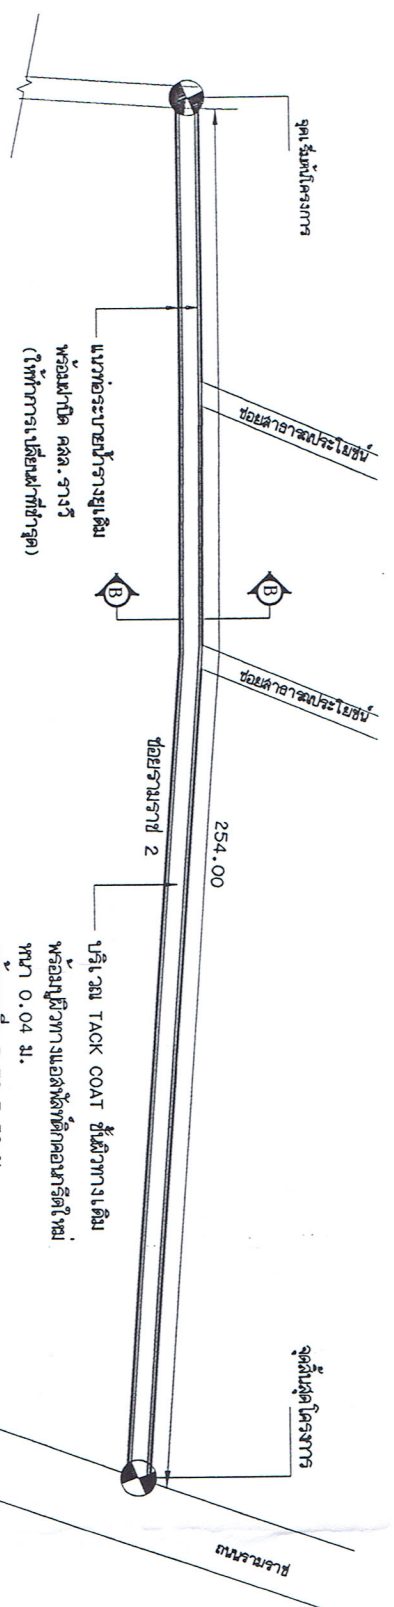 จุดเริ่มต้นโครงการ
ซอยสาธารณประโยชน์
แนวท่อระบายน้ำรางยูเดิม
พร้อมฝาปิด คสล.รางวี
(ให้ทำการเปลี่ยนฝาที่ชำรุด)
B
B
ซอยสาธารณประโยชน์
254.00
ซอยรามราช 2
บริเวณ TACK COAT ชั้นผิวทางเดิม
พร้อมปูผิวทางแอสฟัลท์ติกคอนกรีตใหม่
หนา 0.04 ม.
จุดสิ้นสุดโครงการ
ถนนรามราช